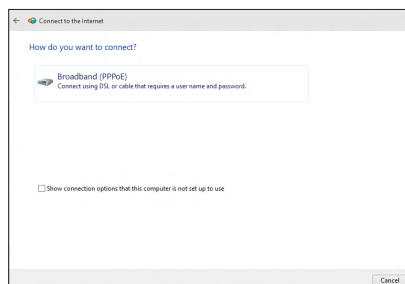 Connect to the Internet
How do you want to connect?
Broadband (PPPoE)
Connect using DSL or cable that requires a user name and password.
Show connection options that this computer is not set up to use
Cancel